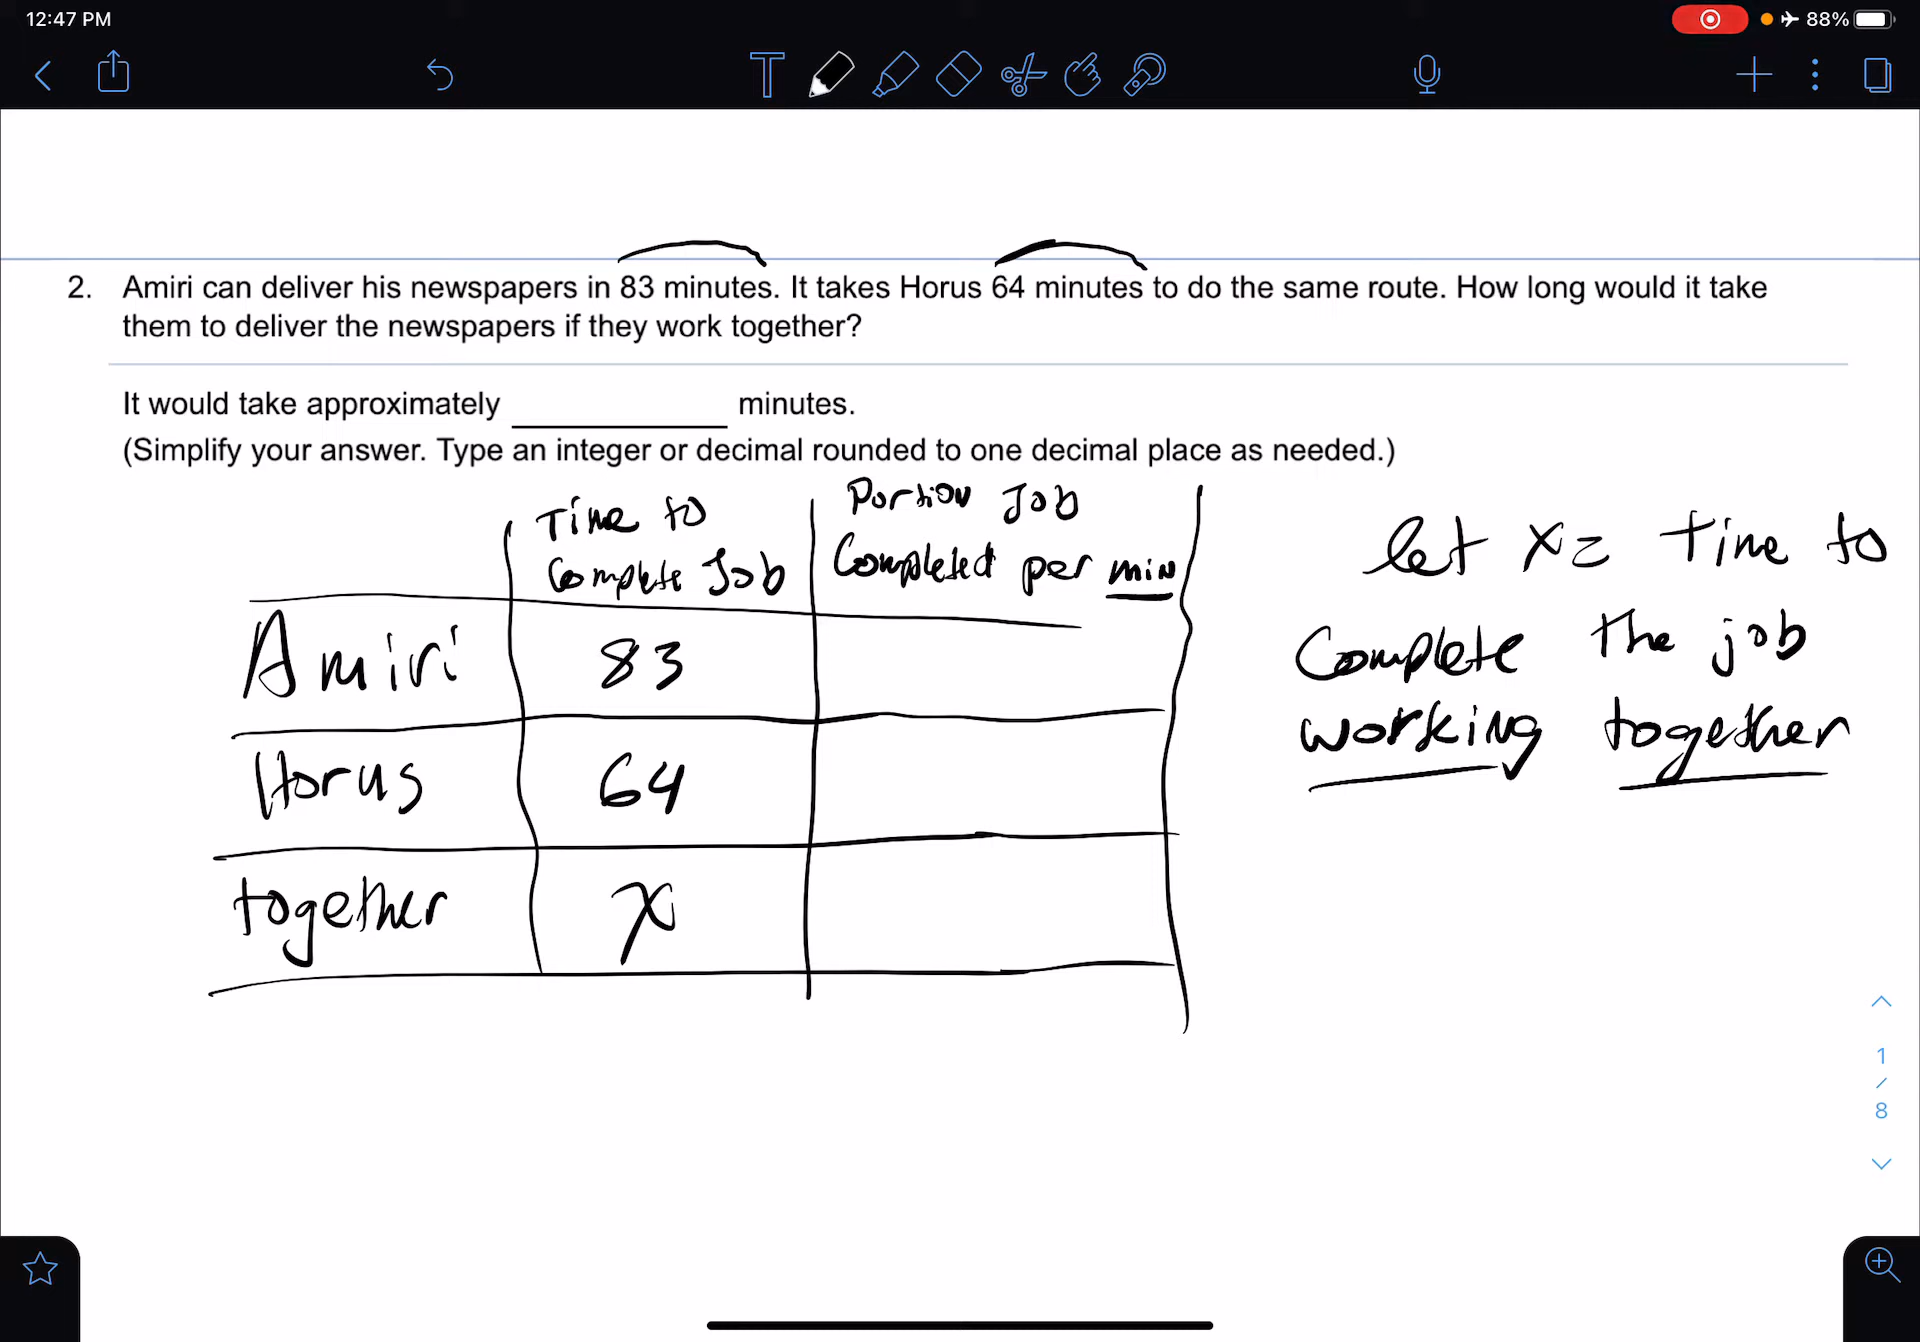 12:47 PM
88%
T
2. Amiri can deliver his newspapers in 83 minutes. It takes Horus 64 minutes to do the same route. How long would it take
them to deliver the newspapers if they work together?
It would take approximately ____________ minutes.
(Simplify your answer. Type an integer or decimal rounded to one decimal place as needed.)
Time to
Complete Job
Portion Job
Completed per min
Amiri 83
Horus 64
together x
let x = time to
Complete the job
working together
1
/
8